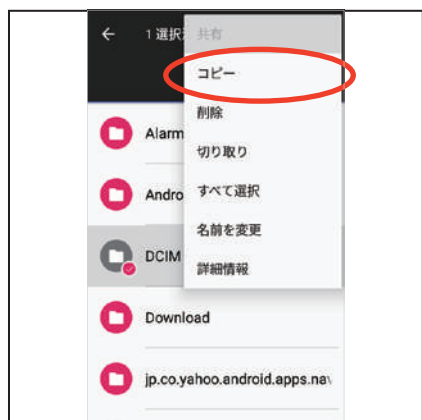 ← 1 選択
共有
コピー
削除
切り取り
すべて選択
名前を変更
詳細情報
Alarm
Andro
DCIM
Download
jp.co.yahoo.android.apps.nav